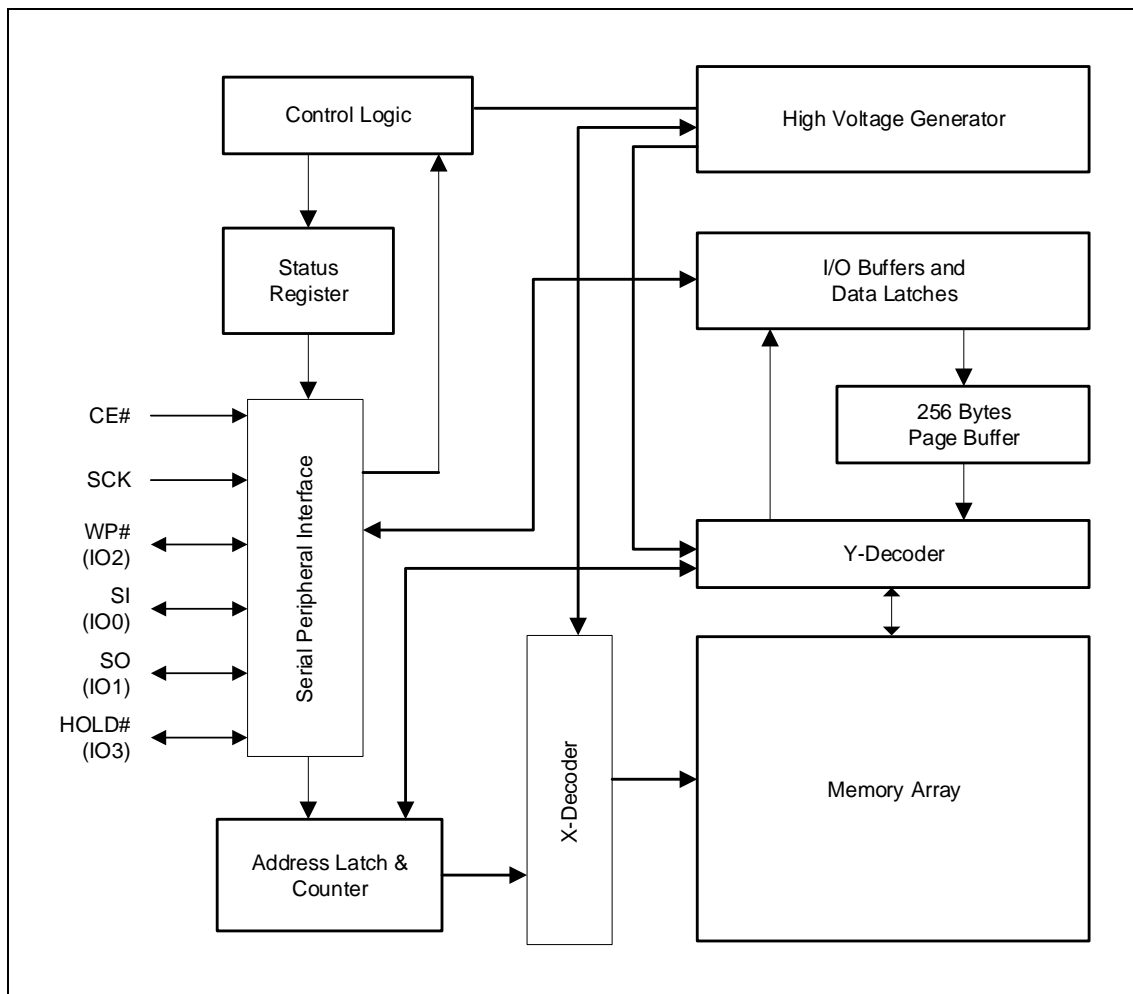 Control Logic
High Voltage Generator
Status
Register
I/O Buffers and
Data Latches
256 Bytes
Page Buffer
CE#
SCK
WP#
(IO2)
SI
(IO0)
SO
(IO1)
HOLD#
(IO3)
Serial Peripheral Interface
Y-Decoder
X-Decoder
Memory Array
Address Latch &
Counter